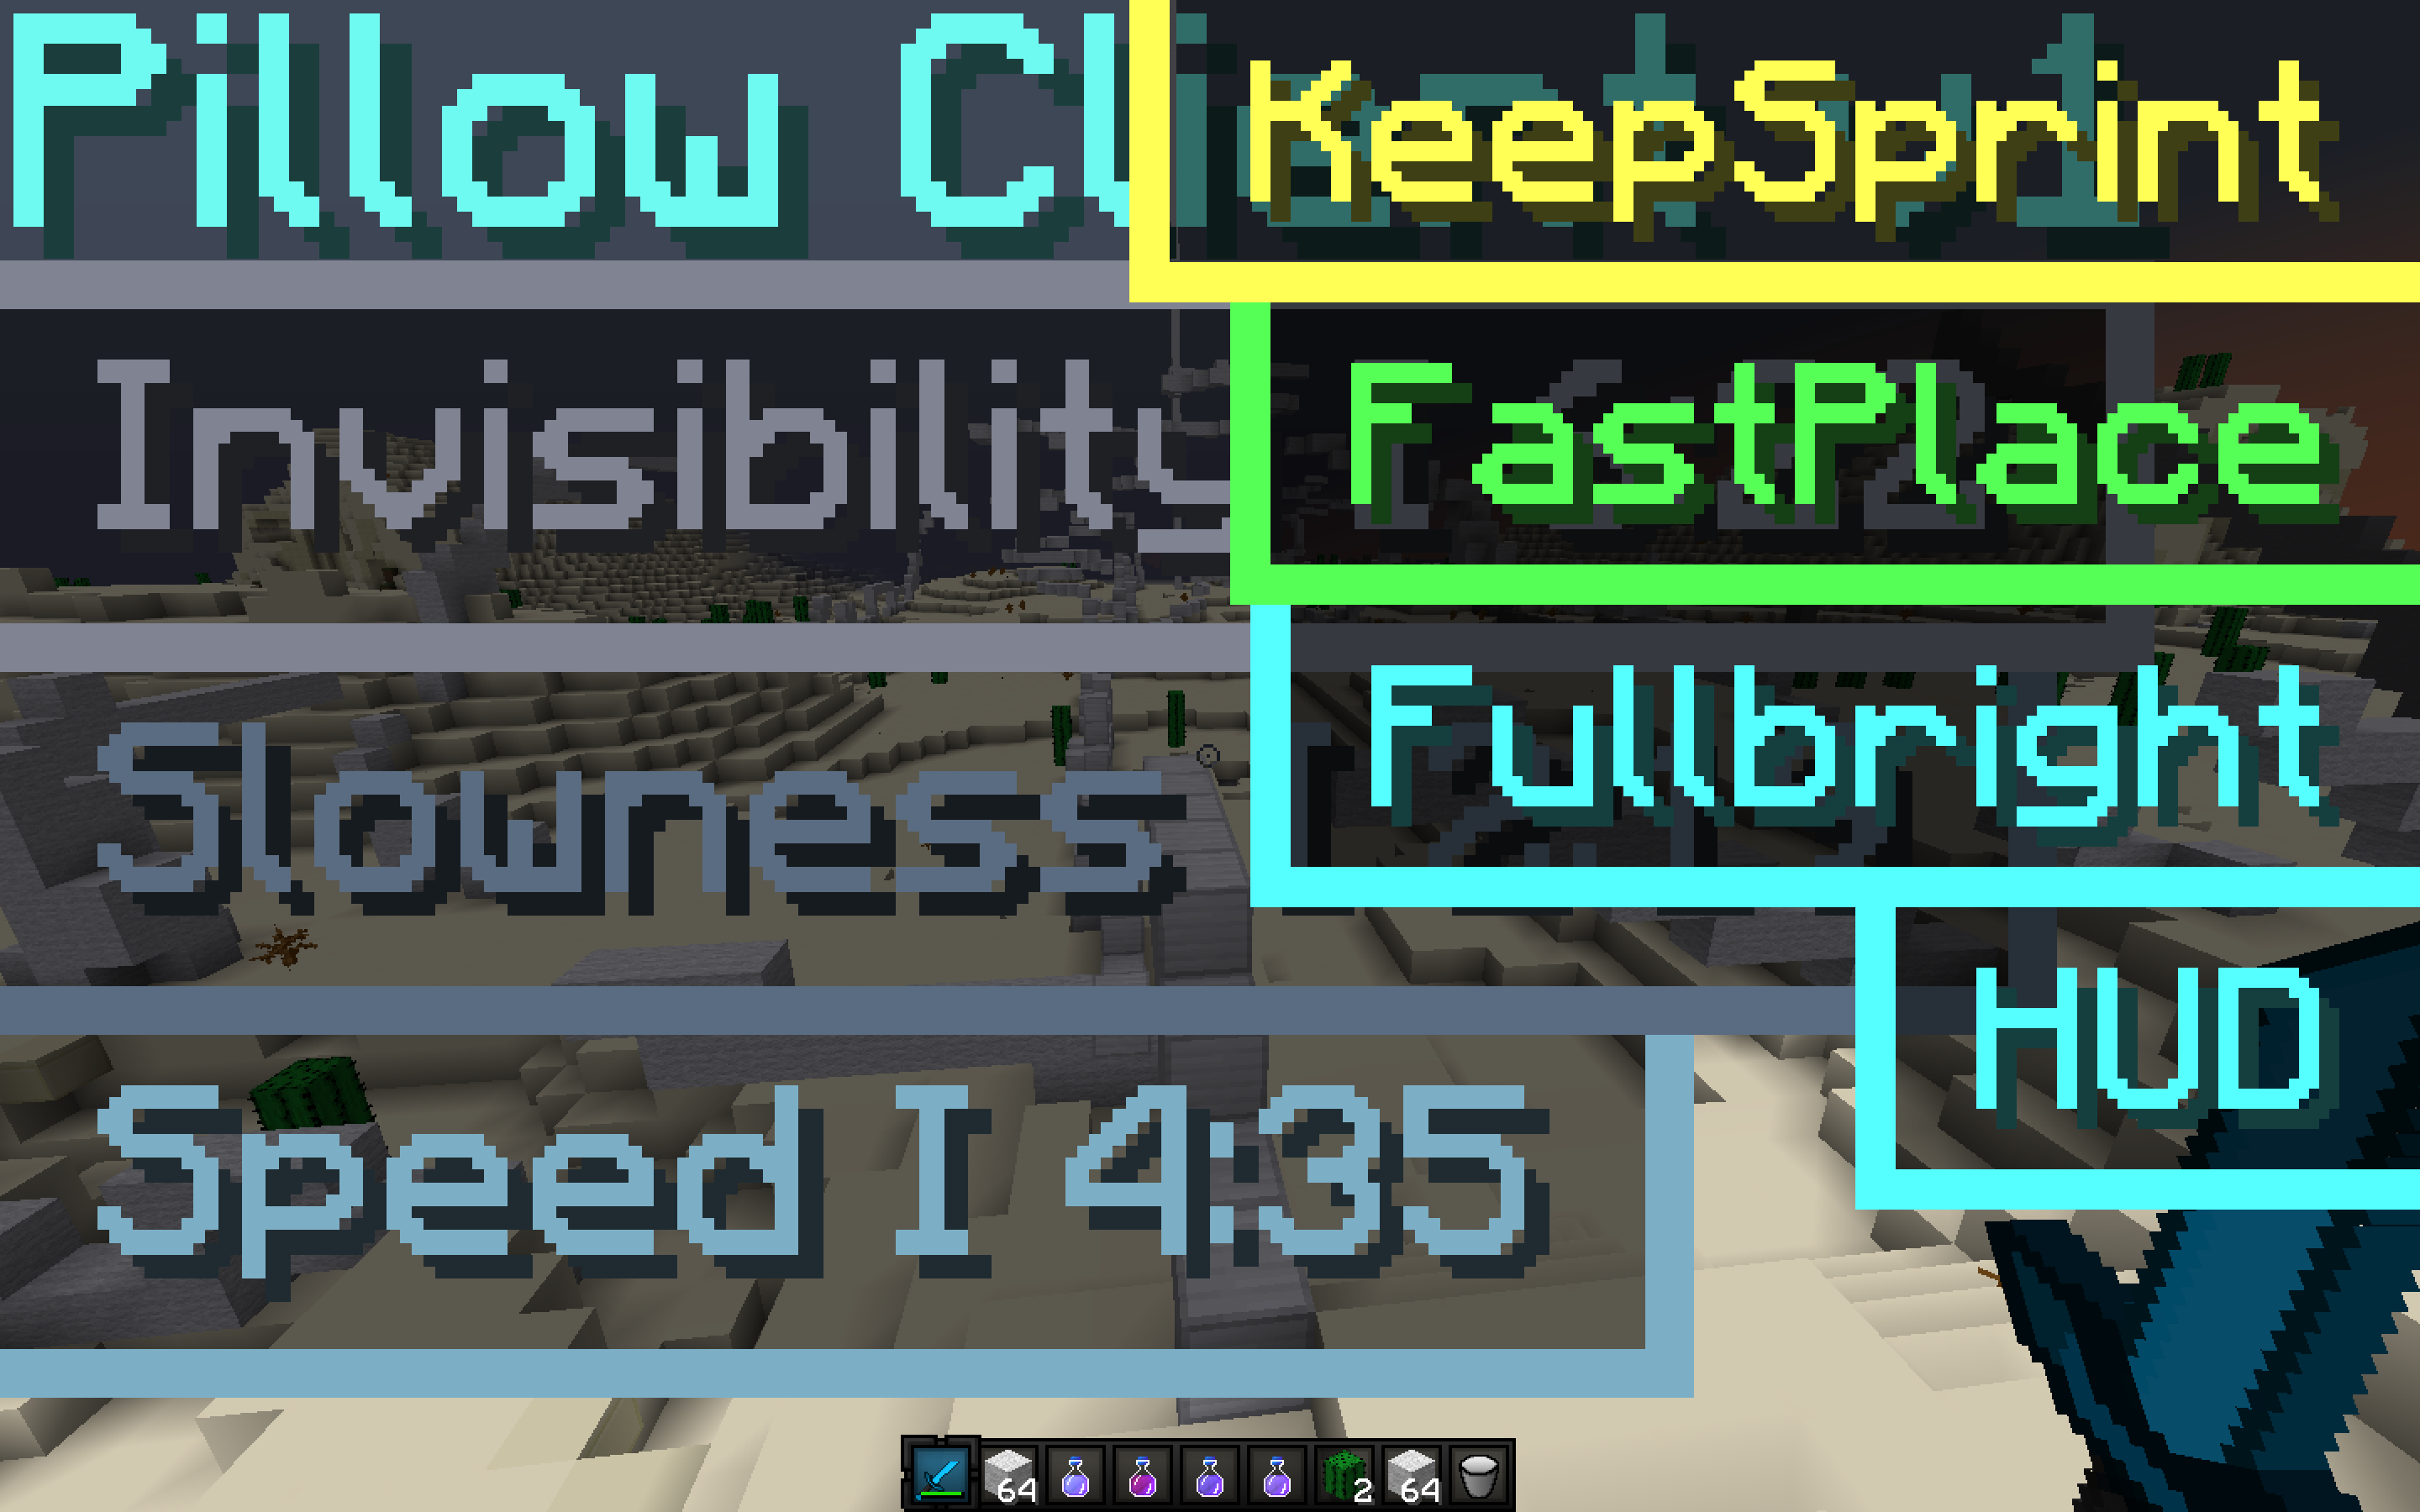 Pillow Cl
KeepSprint
Invisibility
FastPlace
Slowness
Fullbright
HUD
Speed I 4:35
64
2
64